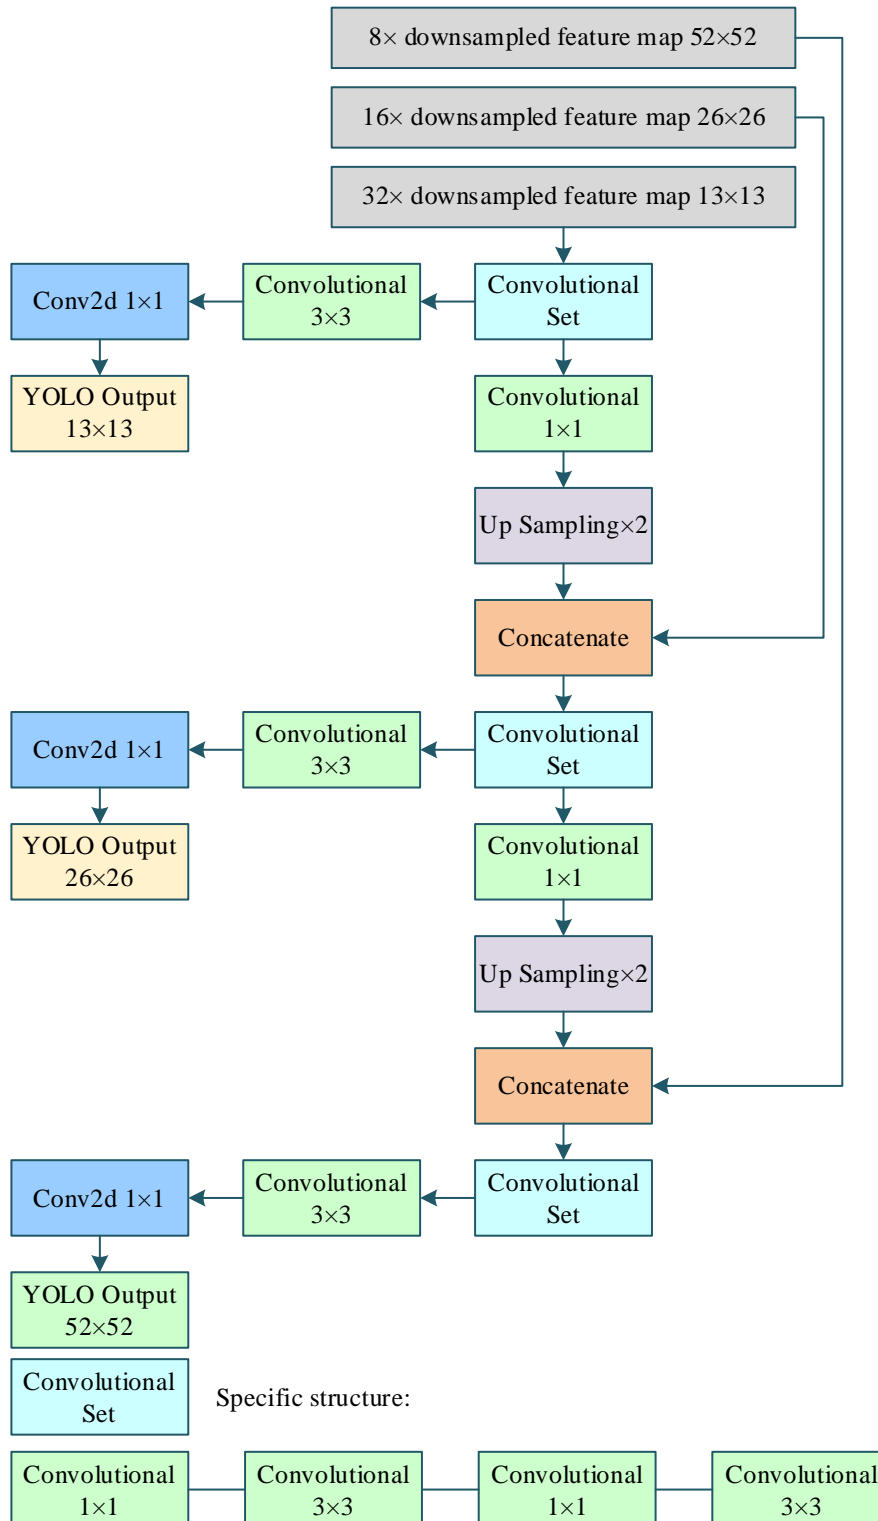 8× downsampled feature map 52×52
16× downsampled feature map 26×26
32× downsampled feature map 13×13
Conv2d 1×1
Convolutional
3×3
Convolutional
Set
YOLO Output
13×13
Convolutional
1×1
Up Sampling×2
Concatenate
Conv2d 1×1
Convolutional
3×3
Convolutional
Set
YOLO Output
26×26
Convolutional
1×1
Up Sampling×2
Concatenate
Conv2d 1×1
Convolutional
3×3
Convolutional
Set
YOLO Output
52×52
Convolutional
Set
Specific structure:
Convolutional
1×1
Convolutional
3×3
Convolutional
1×1
Convolutional
3×3